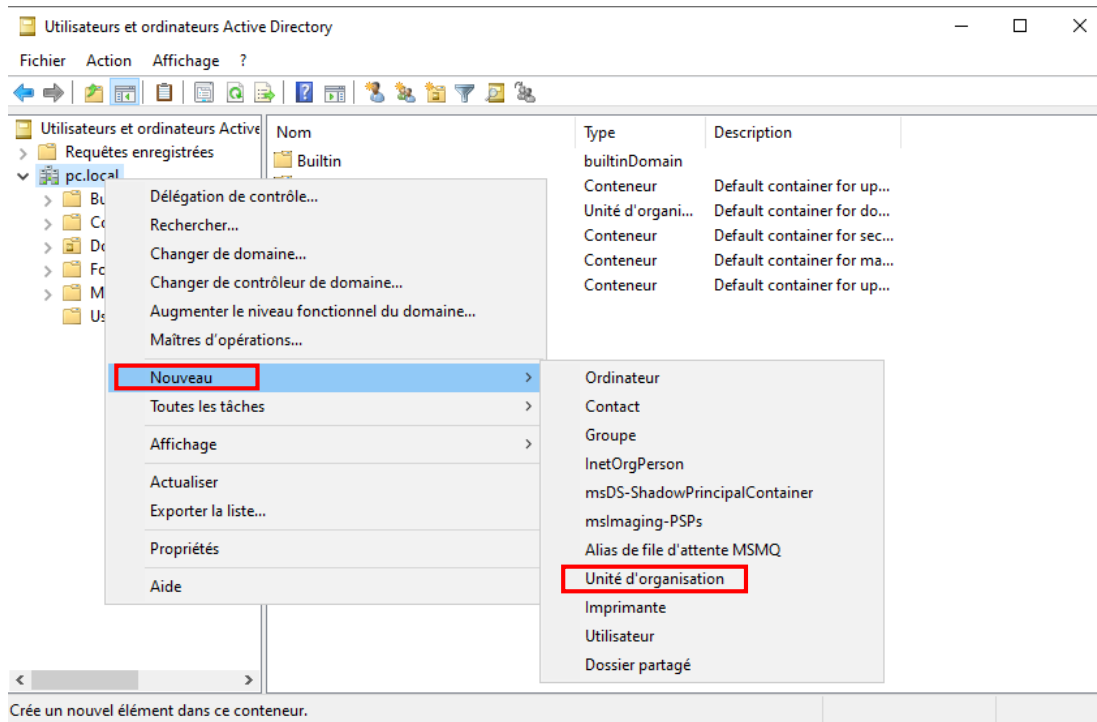 Utilisateurs et ordinateurs Active Directory
Fichier Action Affichage ?
Utilisateurs et ordinateurs Active
Requêtes enregistrées
pc.local
Bu
Co
Do
Fo
M
Us
Nom Type Description
Builtin builtinDomain
Conteneur Default container for up...
Unité d'organi... Default container for do...
Conteneur Default container for sec...
Conteneur Default container for ma...
Conteneur Default container for up...
Délégation de contrôle...
Rechercher...
Changer de domaine...
Changer de contrôleur de domaine...
Augmenter le niveau fonctionnel du domaine...
Maîtres d'opérations...
Nouveau
Toutes les tâches
Affichage
Actualiser
Exporter la liste...
Propriétés
Aide
Ordinateur
Contact
Groupe
InetOrgPerson
msDS-ShadowPrincipalContainer
msImaging-PSPs
Alias de file d'attente MSMQ
Unité d'organisation
Imprimante
Utilisateur
Dossier partagé
Crée un nouvel élément dans ce conteneur.